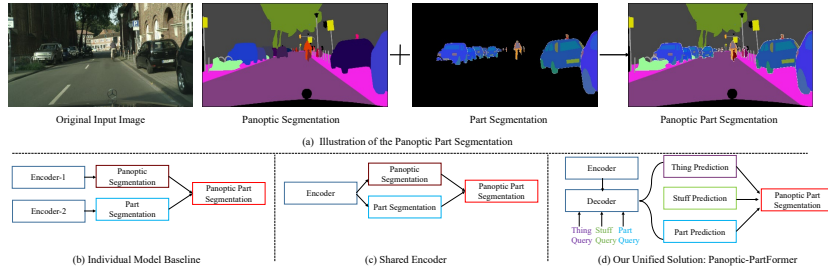 Original Input Image
Panoptic Segmentation
Part Segmentation
Panoptic Part Segmentation
(a) Illustration of the Panoptic Part Segmentation
Encoder-1
Panoptic
Segmentation
Encoder-2
Part
Segmentation
Panoptic Part
Segmentation
(b) Individual Model Baseline
Encoder
Panoptic
Segmentation
Part Segmentation
Panoptic Part
Segmentation
(c) Shared Encoder
Encoder
Decoder
Thing Stuff Part
Query Query Query
Thing Prediction
Stuff Prediction
Part Prediction
Panoptic Part
Segmentation
(d) Our Unified Solution: Panoptic-PartFormer